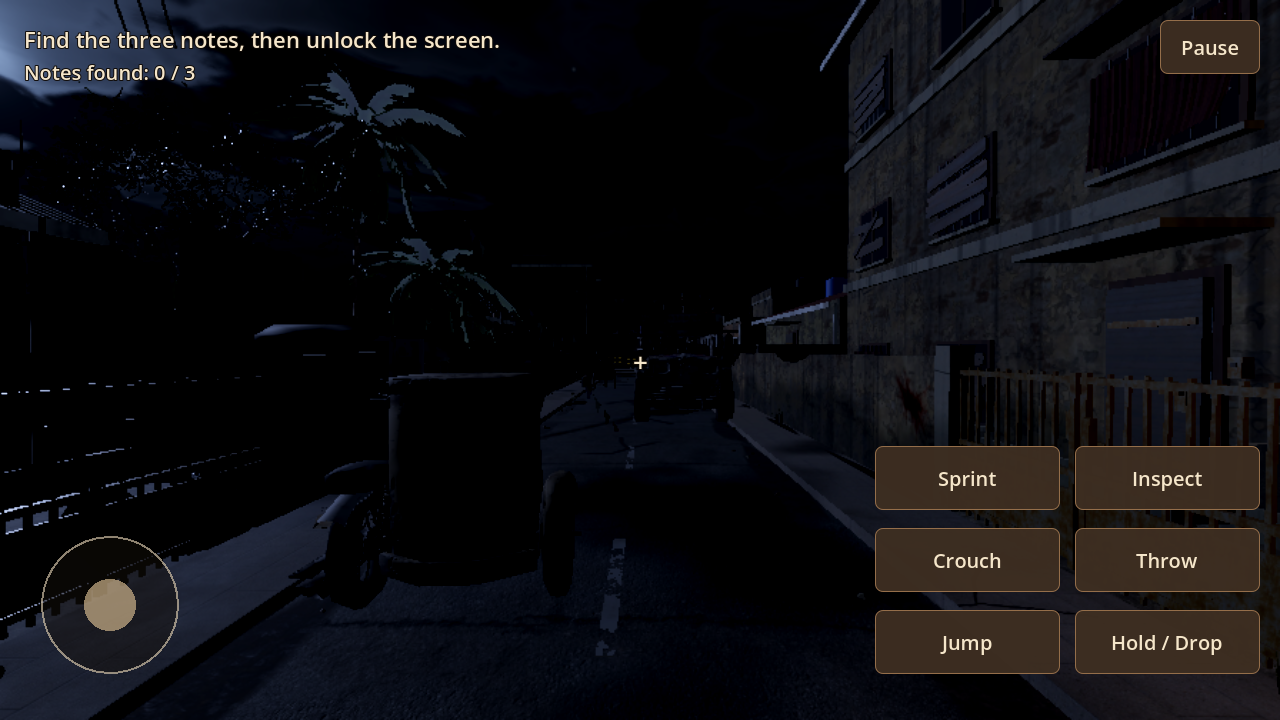 Find the three notes, then unlock the screen.
Notes found: 0 / 3
Pause
Sprint
Inspect
Crouch
Throw
Jump
Hold / Drop